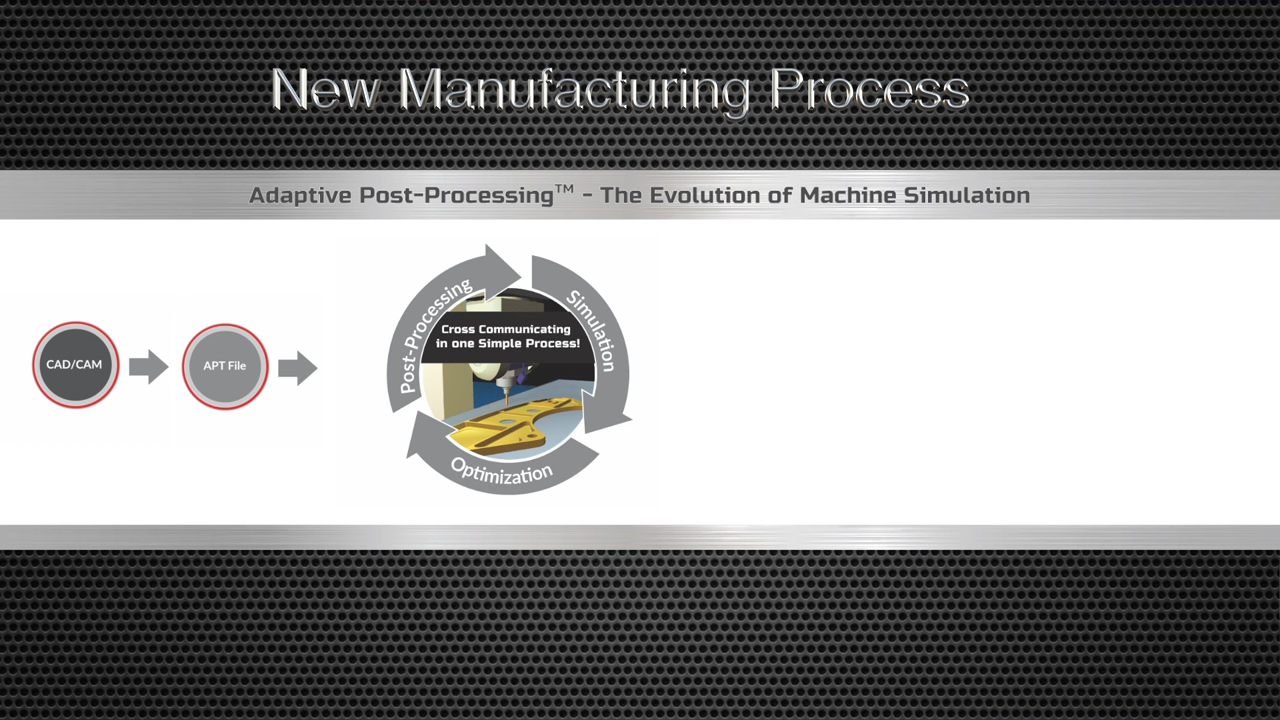 New Manufacturing Process
Adaptive Post-Processing™ - The Evolution of Machine Simulation
CAD/CAM
APT File
Post-Processing
Simulation
Cross Communicating
in one Simple Process!
Optimization